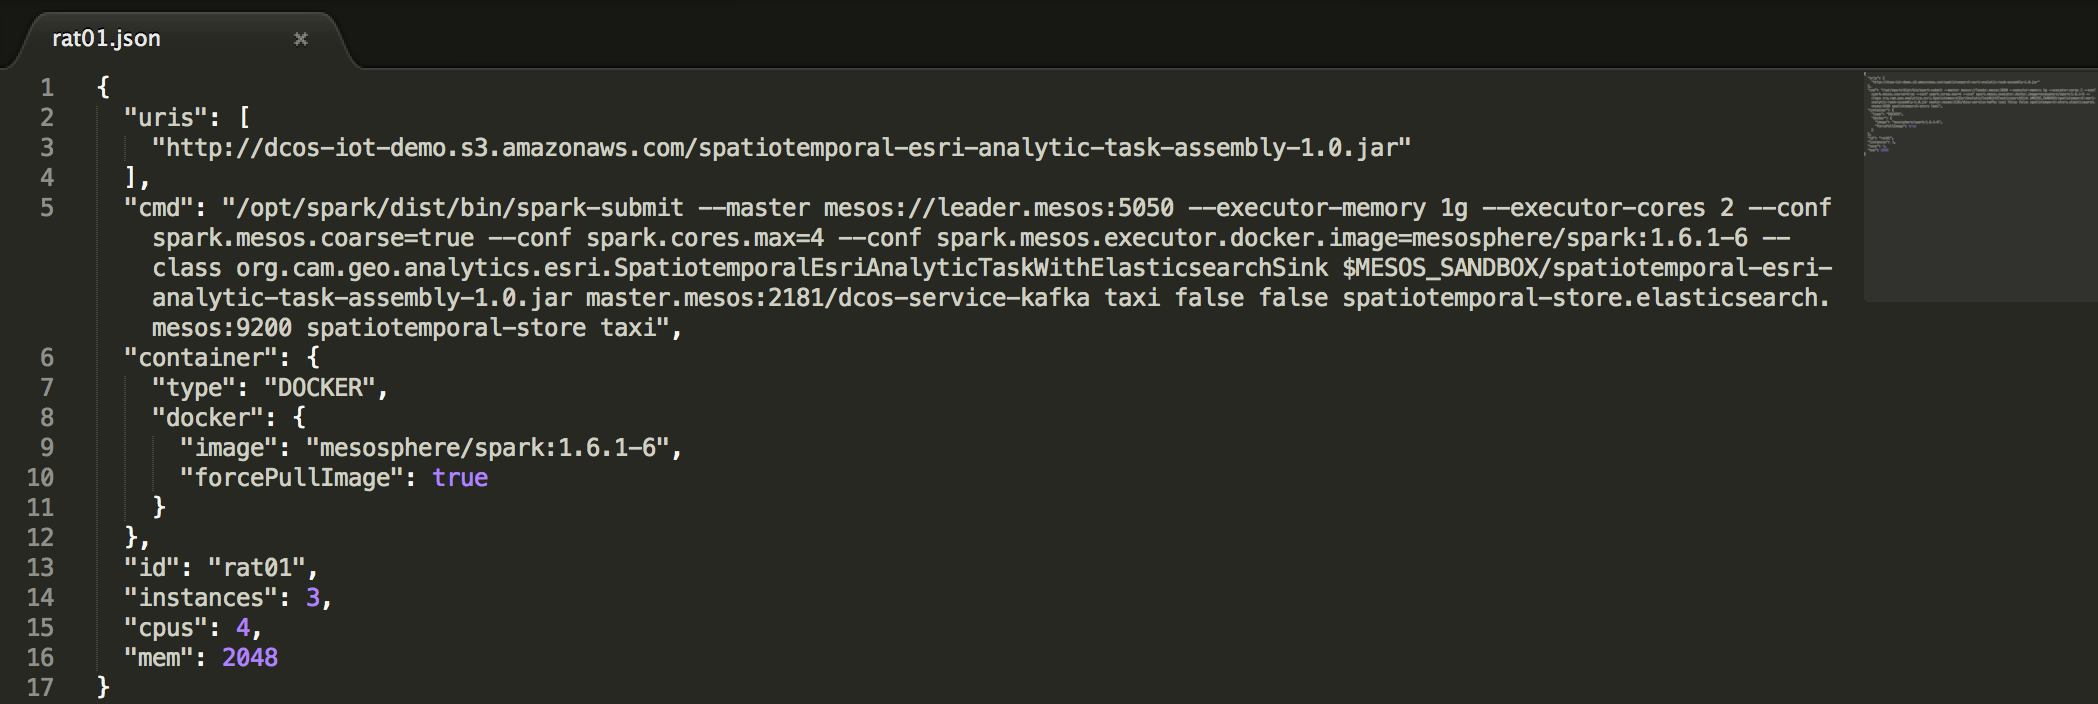 rat01.json
1 {
2 "uris": [
3 "http://dcos-iot-demo.s3.amazonaws.com/spatiotemporal-esri-analytic-task-assembly-1.0.jar"
4 ],
5 "cmd": "/opt/spark/dist/bin/spark-submit --master mesos://leader.mesos:5050 --executor-memory 1g --executor-cores 2 --conf
spark.mesos.coarse=true --conf spark.cores.max=4 --conf spark.mesos.executor.docker.image=mesosphere/spark:1.6.1-6 --
class org.cam.geo.analytics.esri.SpatiotemporalEsriAnalyticTaskWithElasticsearchSink $MESOS_SANDBOX/spatiotemporal-esri-
analytic-task-assembly-1.0.jar master.mesos:2181/dcos-service-kafka taxi false false spatiotemporal-store.elasticsearch.
mesos:9200 spatiotemporal-store taxi",
6 "container": {
7 "type": "DOCKER",
8 "docker": {
9 "image": "mesosphere/spark:1.6.1-6",
10 "forcePullImage": true
11 }
12 },
13 "id": "rat01",
14 "instances": 3,
15 "cpus": 4,
16 "mem": 2048
17 }